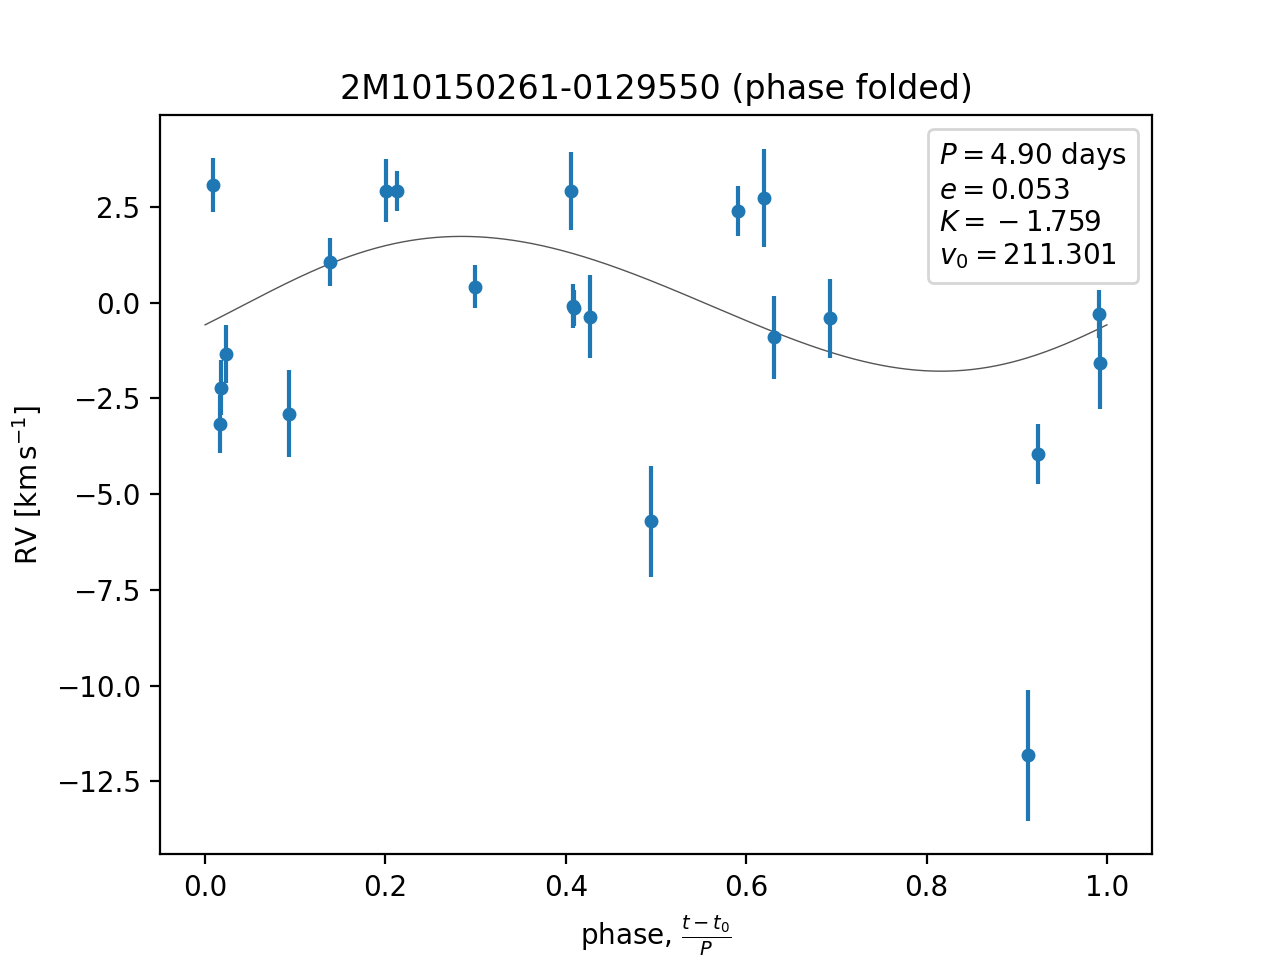 2M10150261-0129550 (phase folded)
P = 4.90 days
e = 0.053
K = −1.759
v₀ = 211.301
RV [km s⁻¹]
2.5
0.0
−2.5
−5.0
−7.5
−10.0
−12.5
0.0 0.2 0.4 0.6 0.8 1.0
phase, (t − t₀)/P